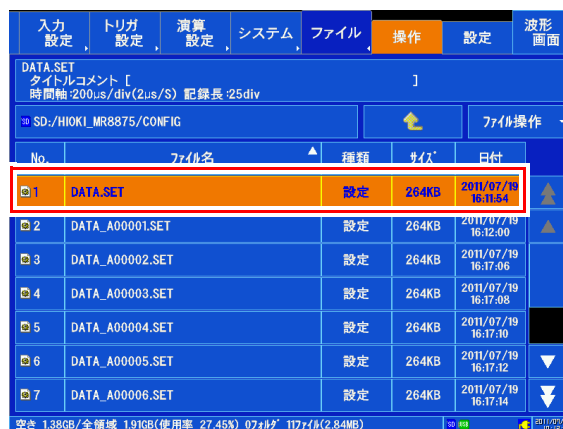 入力設定 トリガ設定 演算設定 システム ファイル 操作 設定 波形画面
DATA.SET
タイトルコメント [ ]
時間軸:200μs/div(2μs/S) 記録長:25div
SD:/HIOKI_MR8875/CONFIG ファイル操作
No. ファイル名 種類 サイズ 日付
1 DATA.SET 設定 264KB 2011/07/19 16:11:54
2 DATA_A00001.SET 設定 264KB 2011/07/19 16:12:00
3 DATA_A00002.SET 設定 264KB 2011/07/19 16:17:06
4 DATA_A00003.SET 設定 264KB 2011/07/19 16:17:08
5 DATA_A00004.SET 設定 264KB 2011/07/19 16:17:10
6 DATA_A00005.SET 設定 264KB 2011/07/19 16:17:12
7 DATA_A00006.SET 設定 264KB 2011/07/19 16:17:14
空き 1.38GB/全領域 1.91GB(使用率 27.45%) 0フォルダ 117ファイル(2.84MB) SD